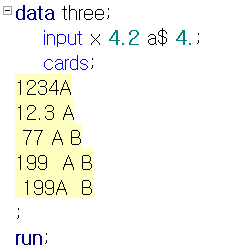 data three;
   input x 4.2 a$ 4.;
   cards;
1234A
12.3 A
 77 A B
199  A B
 199A  B
;
run;